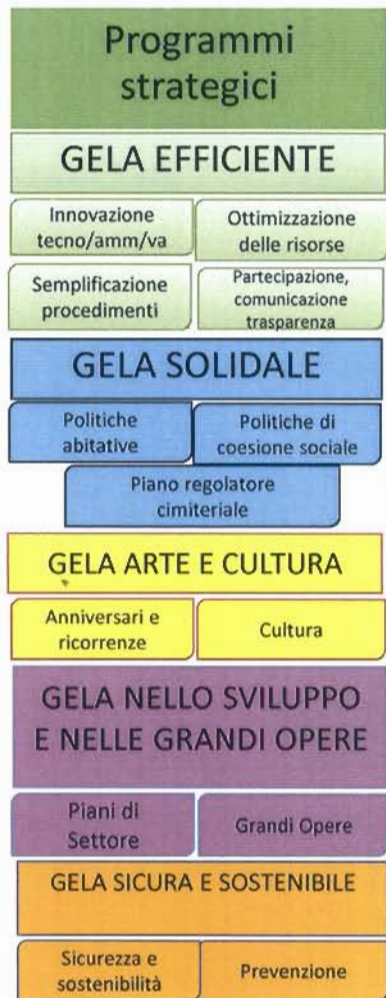 Programmi
strategici
GELA EFFICIENTE
Innovazione
tecno/amm/va
Ottimizzazione
delle risorse
Semplificazione
procedimenti
Partecipazione,
comunicazione
trasparenza
GELA SOLIDALE
Politiche
abitative
Politiche di
coesione sociale
Piano regolatore
cimiteriale
GELA ARTE E CULTURA
Anniversari e
ricorrenze
Cultura
GELA NELLO SVILUPPO
E NELLE GRANDI OPERE
Piani di
Settore
Grandi Opere
GELA SICURA E SOSTENIBILE
Sicurezza e
sostenibilità
Prevenzione